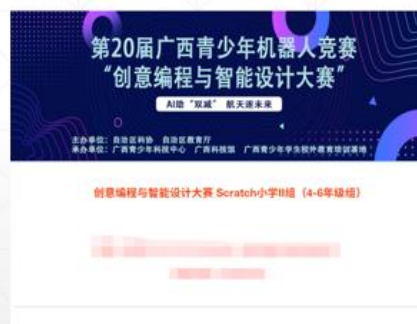 第20届广西青少年机器人竞赛
“创意编程与智能设计大赛”
AI助“双减” 航天逐未来
主办单位：自治区科协 自治区教育厅
承办单位：广西青少年科技中心 广西科技馆 广西青少年学生校外教育培训基地
创意编程与智能设计大赛 Scratch小学II组（4-6年级组）